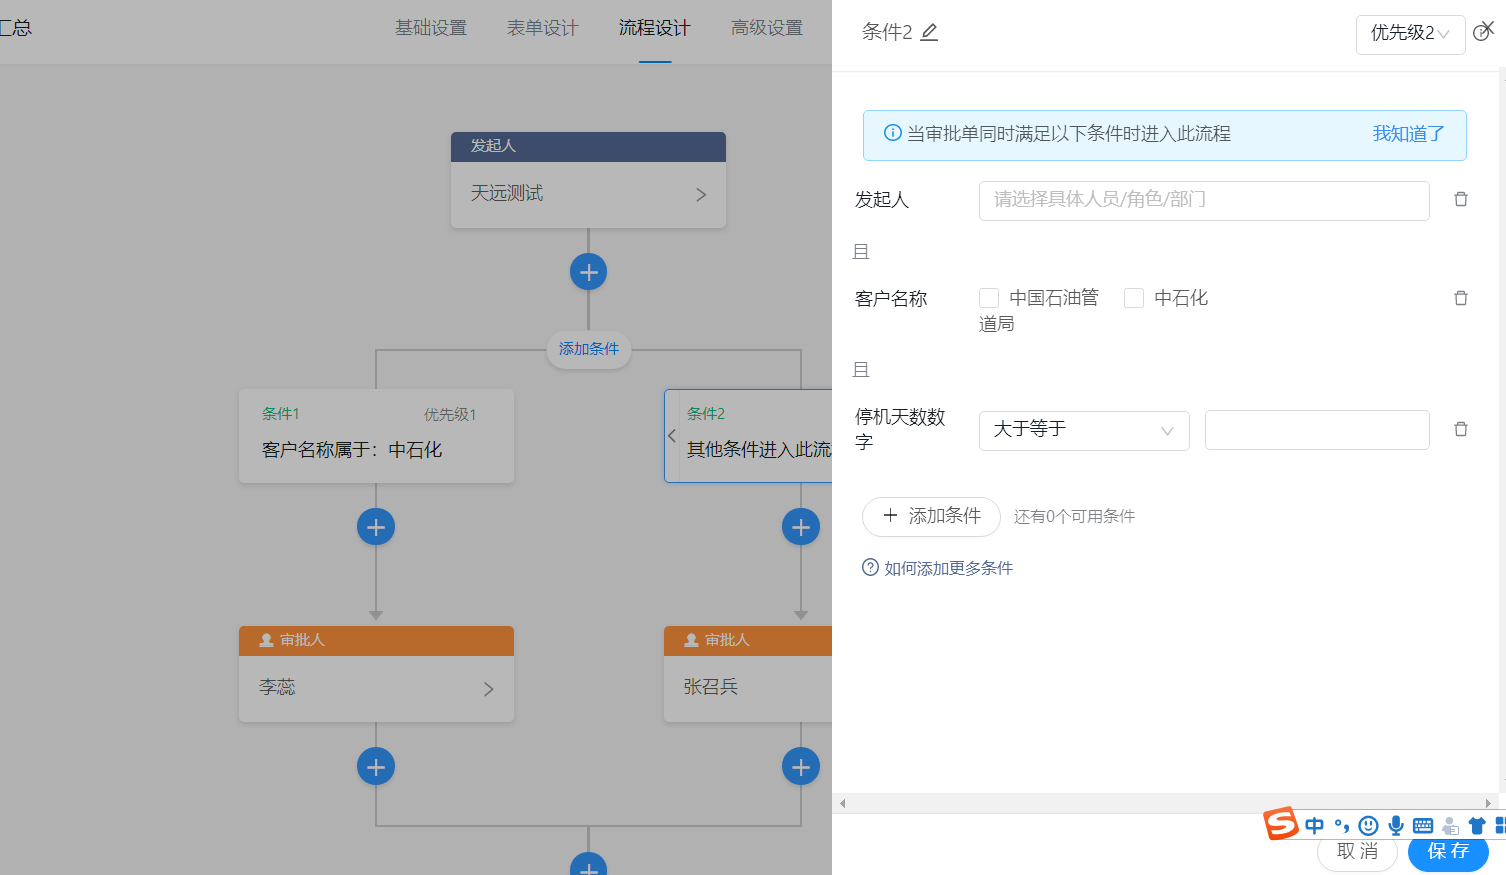 汇总
基础设置
表单设计
流程设计
高级设置
发起人
天远测试
添加条件
条件1
优先级1
客户名称属于：中石化
条件2
其他条件进入此流
审批人
李蕊
审批人
张召兵
条件2
优先级2
当审批单同时满足以下条件时进入此流程
我知道了
发起人
请选择具体人员/角色/部门
且
客户名称
中国石油管
道局
中石化
且
停机天数数
字
大于等于
添加条件
还有0个可用条件
如何添加更多条件
中
取 消
保 存